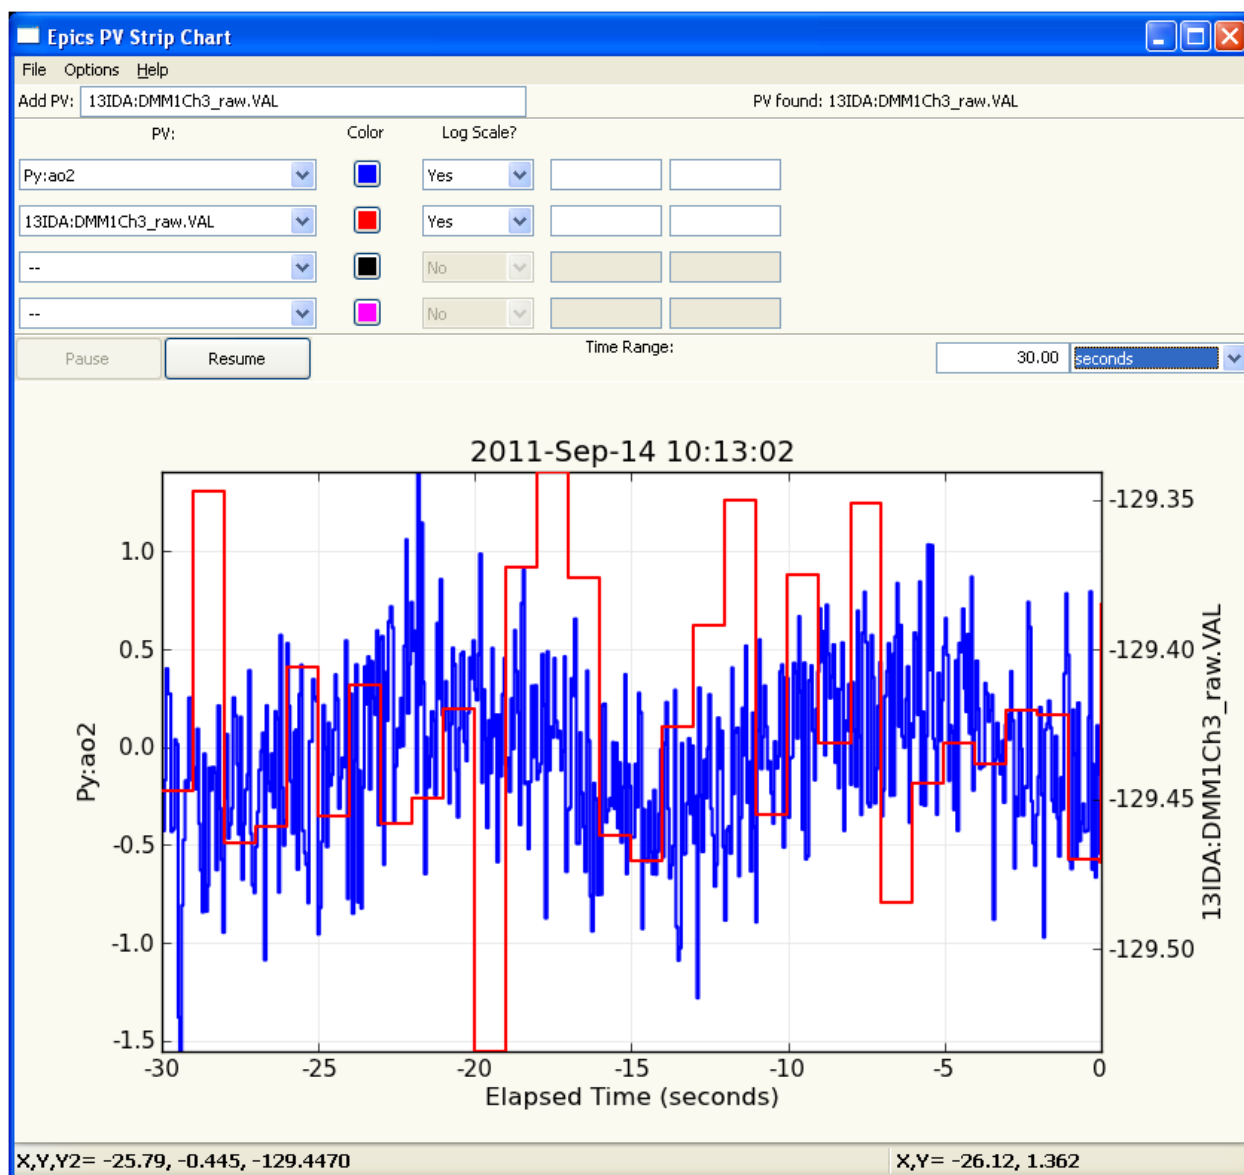 Epics PV Strip Chart
File Options Help
Add PV: 13IDA:DMM1Ch3_raw.VAL PV found: 13IDA:DMM1Ch3_raw.VAL
PV: Color Log Scale?
Py:ao2 Yes
13IDA:DMM1Ch3_raw.VAL Yes
-- No
-- No
Pause Resume Time Range: 30.00 seconds
2011-Sep-14 10:13:02
Py:ao2
1.0
0.5
0.0
-0.5
-1.0
-1.5
-129.35
-129.40
-129.45
-129.50
13IDA:DMM1Ch3_raw.VAL
-30 -25 -20 -15 -10 -5 0
Elapsed Time (seconds)
X,Y,Y2= -25.79, -0.445, -129.4470 X,Y= -26.12, 1.362